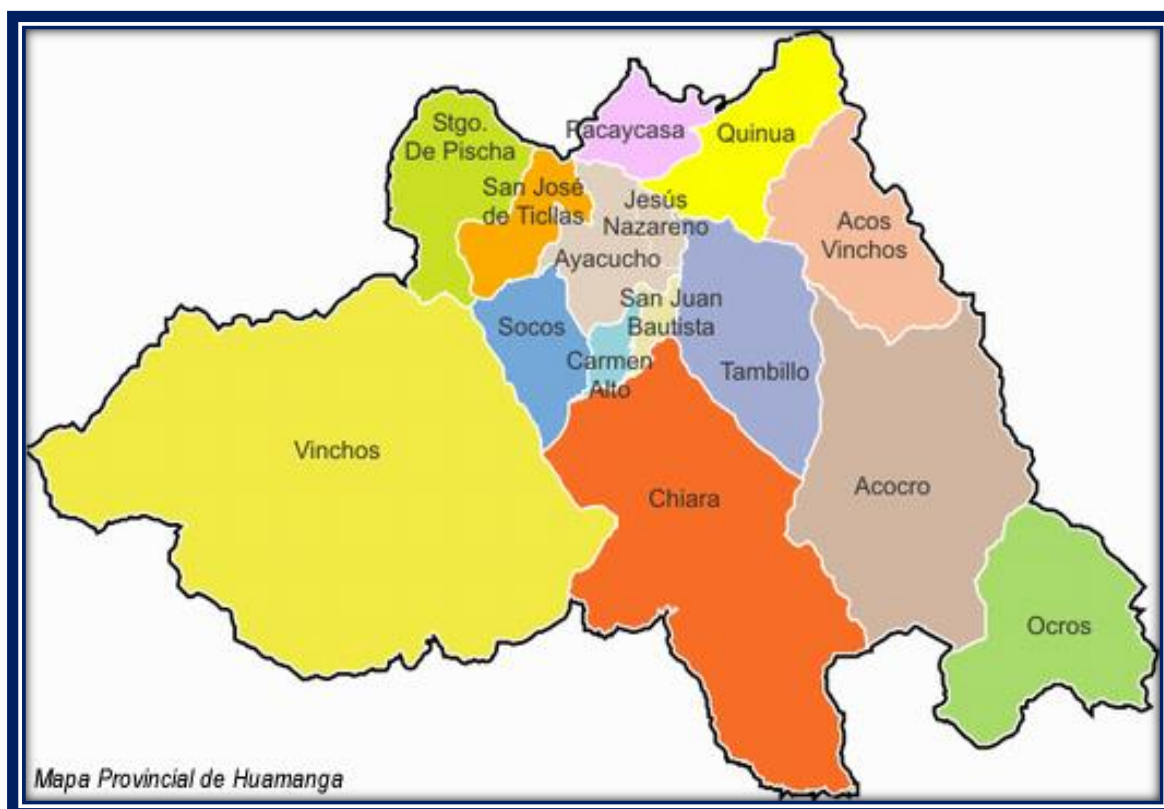 Stgo.
De Pischa
Pacaycasa
Quinua
San José
de Ticllas
Jesús
Nazareno
Acos
Vinchos
Ayacucho
San Juan
Bautista
Socos
Carmen
Alto
Tambillo
Vinchos
Chiara
Acocro
Ocros
Mapa Provincial de Huamanga